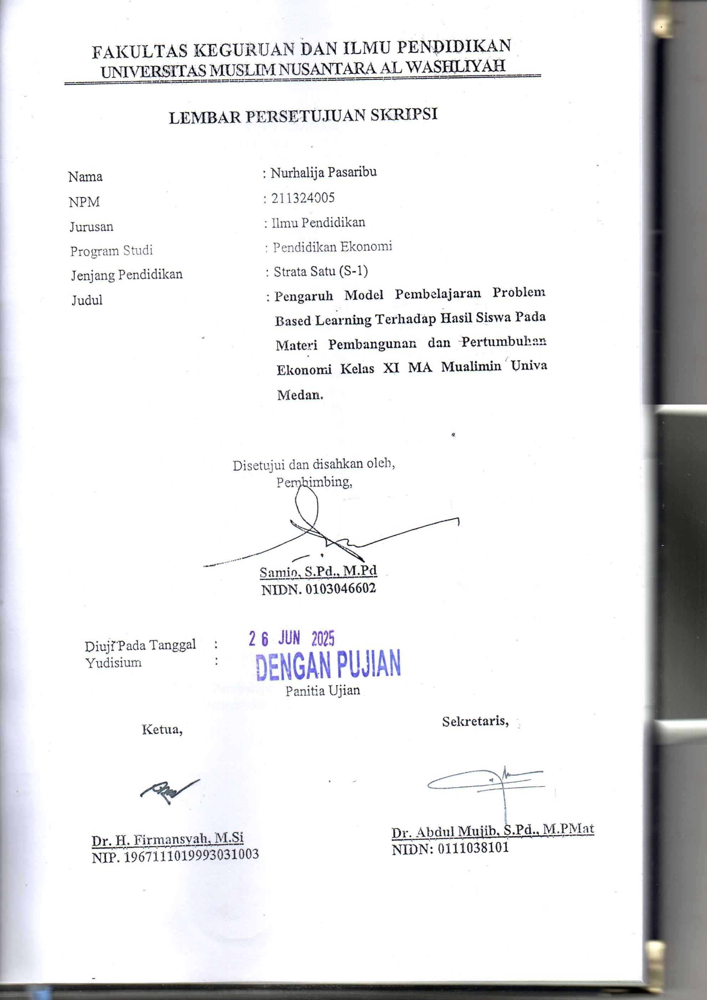 FAKULTAS KEGURUAN DAN ILMU PENDIDIKAN
UNIVERSITAS MUSLIM NUSANTARA AL WASHLIYAH
LEMBAR PERSETUJUAN SKRIPSI
Nama : Nurhalija Pasaribu
NPM : 211324005
Jurusan : Ilmu Pendidikan
Program Studi : Pendidikan Ekonomi
Jenjang Pendidikan : Strata Satu (S-1)
Judul : Pengaruh Model Pembelajaran Problem
Based Learning Terhadap Hasil Siswa Pada
Materi Pembangunan dan Pertumbuhan
Ekonomi Kelas XI MA Mualimin Univa
Medan.
Disetujui dan disahkan oleh,
Pembimbing,
Samio, S.Pd., M.Pd
NIDN. 0103046602
Diuji Pada Tanggal : 26 JUN 2025
Yudisium : DENGAN PUJIAN
Panitia Ujian
Ketua, Sekretaris,
Dr. H. Firmansyah, M.Si Dr. Abdul Mujib, S.Pd., M.PMat
NIP. 1967111019993031003 NIDN: 0111038101